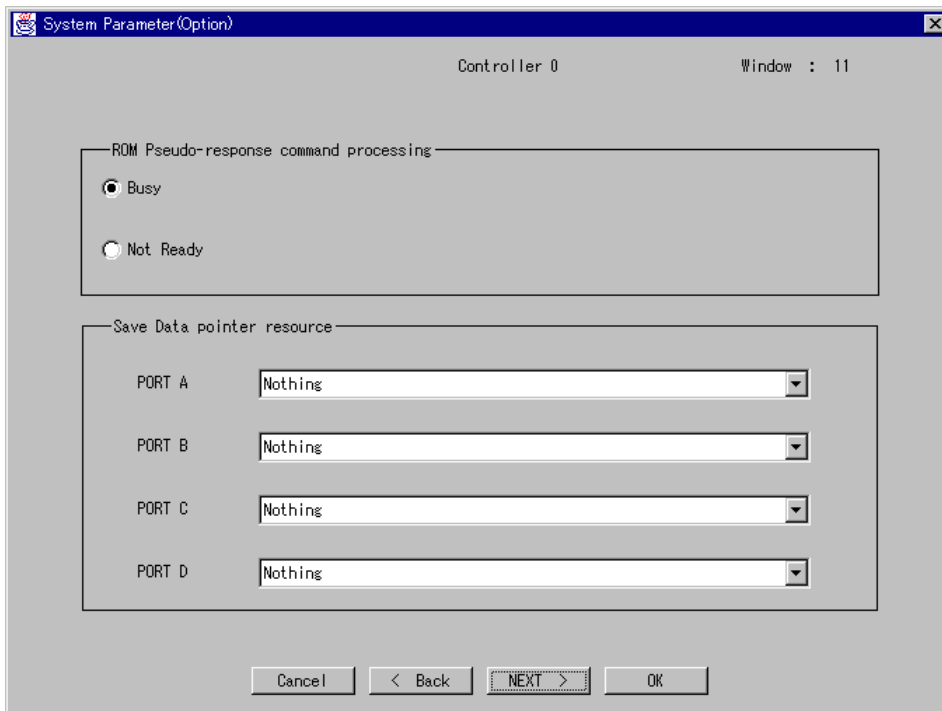 System Parameter(Option)
Controller 0 Window : 11
ROM Pseudo-response command processing
Busy
Not Ready
Save Data pointer resource
PORT A Nothing
PORT B Nothing
PORT C Nothing
PORT D Nothing
Cancel < Back NEXT > OK